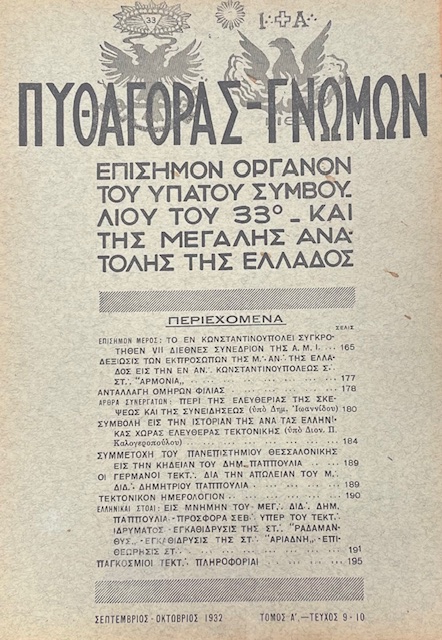 33
Ι·✝Α·
ΠΥΘΑΓΟΡΑΣ-ΓΝΩΜΩΝ
ΕΠΙΣΗΜΟΝ ΟΡΓΑΝΟΝ
ΤΟΥ ΥΠΑΤΟΥ ΣΥΜΒΟΥ-
ΛΙΟΥ ΤΟΥ 33° - ΚΑΙ
ΤΗΣ ΜΕΓΑΛΗΣ ΑΝΑ-
ΤΟΛΗΣ ΤΗΣ ΕΛΛΑΔΟΣ
ΠΕΡΙΕΧΟΜΕΝΑ
ΣΕΛΙΣ
ΕΠΙΣΗΜΟΝ ΜΕΡΟΣ: ΤΟ ΕΝ ΚΩΝΣΤΑΝΤΙΝΟΥΠΟΛΕΙ ΣΥΓΚΡΟ-
ΤΗΘΕΝ VII ΔΙΕΘΝΕΣ ΣΥΝΕΔΡΙΟΝ ΤΗΣ Α. Μ. Ι. ... 165
ΔΕΞΙΩΣΙΣ ΤΩΝ ΕΚΠΡΟΣΩΠΩΝ ΤΗΣ Μ∴ ΑΝ∴ ΤΗΣ ΕΛΛΑ-
ΔΟΣ ΕΙΣ ΤΗΝ ΕΝ ΑΝ∴ ΚΩΝΣΤΑΝΤΙΝΟΥΠΟΛΕΩΣ Σ∴
ΣΤ∴ "ΑΡΜΟΝΙΑ„ ... 177
ΑΝΤΑΛΛΑΓΗ ΟΜΗΡΩΝ ΦΙΛΙΑΣ ... 178
ΑΡΘΡΑ ΣΥΝΕΡΓΑΤΩΝ: ΠΕΡΙ ΤΗΣ ΕΛΕΥΘΕΡΙΑΣ ΤΗΣ ΣΚΕ-
ΨΕΩΣ ΚΑΙ ΤΗΣ ΣΥΝΕΙΔΗΣΕΩΣ (ὑπὸ Δημ. Ἰωαννίδου) 180
ΣΥΜΒΟΛΗ ΕΙΣ ΤΗΝ ΙΣΤΟΡΙΑΝ ΤΗΣ ΑΝΑ ΤΑΣ ΕΛΛΗΝΙ-
ΚΑΣ ΧΩΡΑΣ ΕΛΕΥΘΕΡΑΣ ΤΕΚΤΟΝΙΚΗΣ (ὑπὸ Διον. Π.
Καλογεροπούλου) ... 184
ΣΥΜΜΕΤΟΧΗ ΤΟΥ ΠΑΝΕΠΙΣΤΗΜΙΟΥ ΘΕΣΣΑΛΟΝΙΚΗΣ
ΕΙΣ ΤΗΝ ΚΗΔΕΙΑΝ ΤΟΥ ΔΗΜ. ΠΑΠΠΟΥΛΙΑ ... 189
ΟΙ ΓΕΡΜΑΝΟΙ ΤΕΚΤ∴ ΔΙΑ ΤΗΝ ΑΠΩΛΕΙΑΝ ΤΟΥ Μ∴
ΔΙΔ∴ ΔΗΜΗΤΡΙΟΥ ΠΑΠΠΟΥΛΙΑ ... 189
ΤΕΚΤΟΝΙΚΟΝ ΗΜΕΡΟΛΟΓΙΟΝ ... 190
ΕΛΛΗΝΙΚΑΙ ΣΤΟΑΙ: ΕΙΣ ΜΝΗΜΗΝ ΤΟΥ ΜΕΓ∴ ΔΙΔ∴ ΔΗΜ.
ΠΑΠΠΟΥΛΙΑ - ΠΡΟΣΦΟΡΑ ΣΕΒ∴ ΥΠΕΡ ΤΟΥ ΤΕΚΤ∴
ΙΔΡΥΜΑΤΟΣ - ΕΓΚΑΘΙΔΡΥΣΙΣ ΤΗΣ ΣΤ∴ "ΡΑΔΑΜΑΝ-
ΘΥΣ„ - ΕΓΚΑΘΙΔΡΥΣΙΣ ΤΗΣ ΣΤ∴ "ΑΡΙΑΔΝΗ„ - ΕΠΙ-
ΘΕΩΡΗΣΙΣ ΣΤ∴ ... 191
ΠΑΓΚΟΣΜΙΟΙ ΤΕΚΤ∴ ΠΛΗΡΟΦΟΡΙΑΙ ... 195
ΣΕΠΤΕΜΒΡΙΟΣ - ΟΚΤΩΒΡΙΟΣ 1932 ΤΟΜΟΣ Α΄. — ΤΕΥΧΟΣ 9 - 10